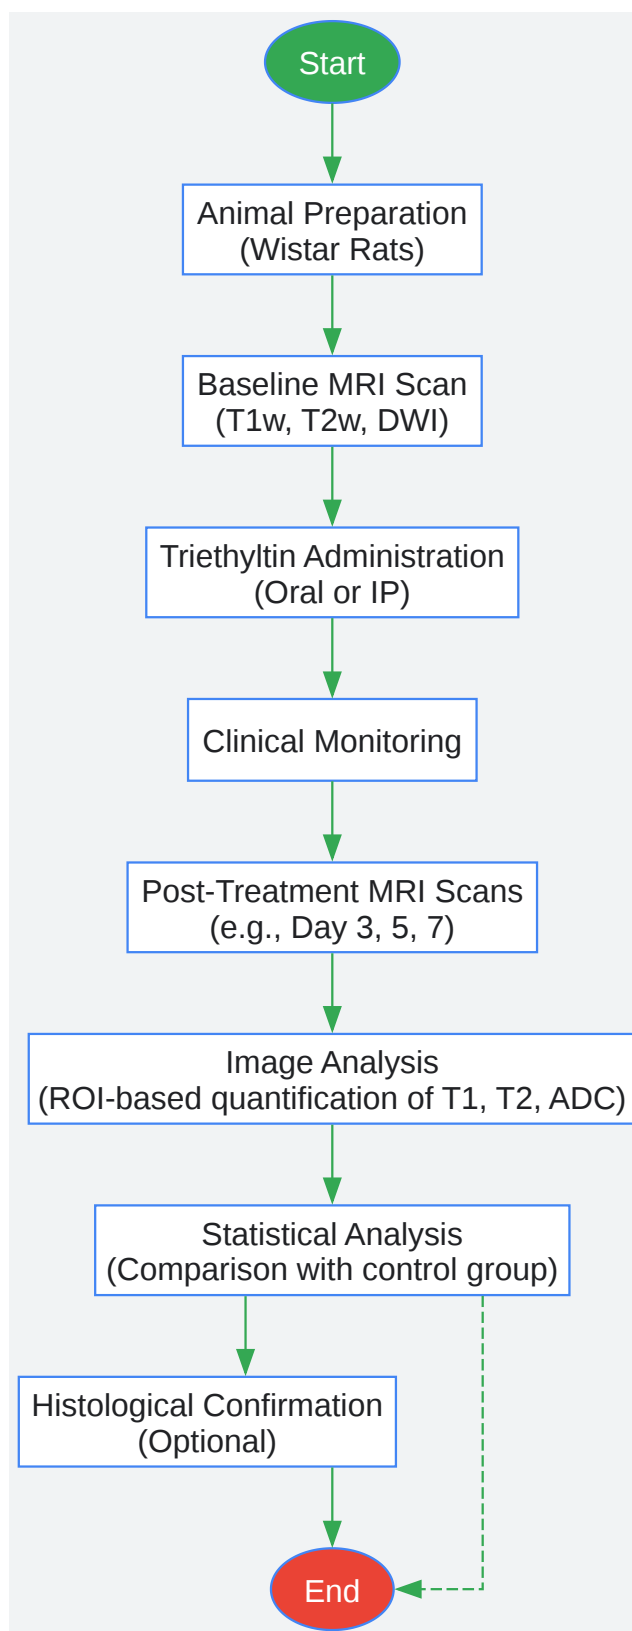 Start
Animal Preparation
(Wistar Rats)
Baseline MRI Scan
(T1w, T2w, DWI)
Triethyltin Administration
(Oral or IP)
Clinical Monitoring
Post-Treatment MRI Scans
(e.g., Day 3, 5, 7)
Image Analysis
(ROI-based quantification of T1, T2, ADC)
Statistical Analysis
(Comparison with control group)
Histological Confirmation
(Optional)
End